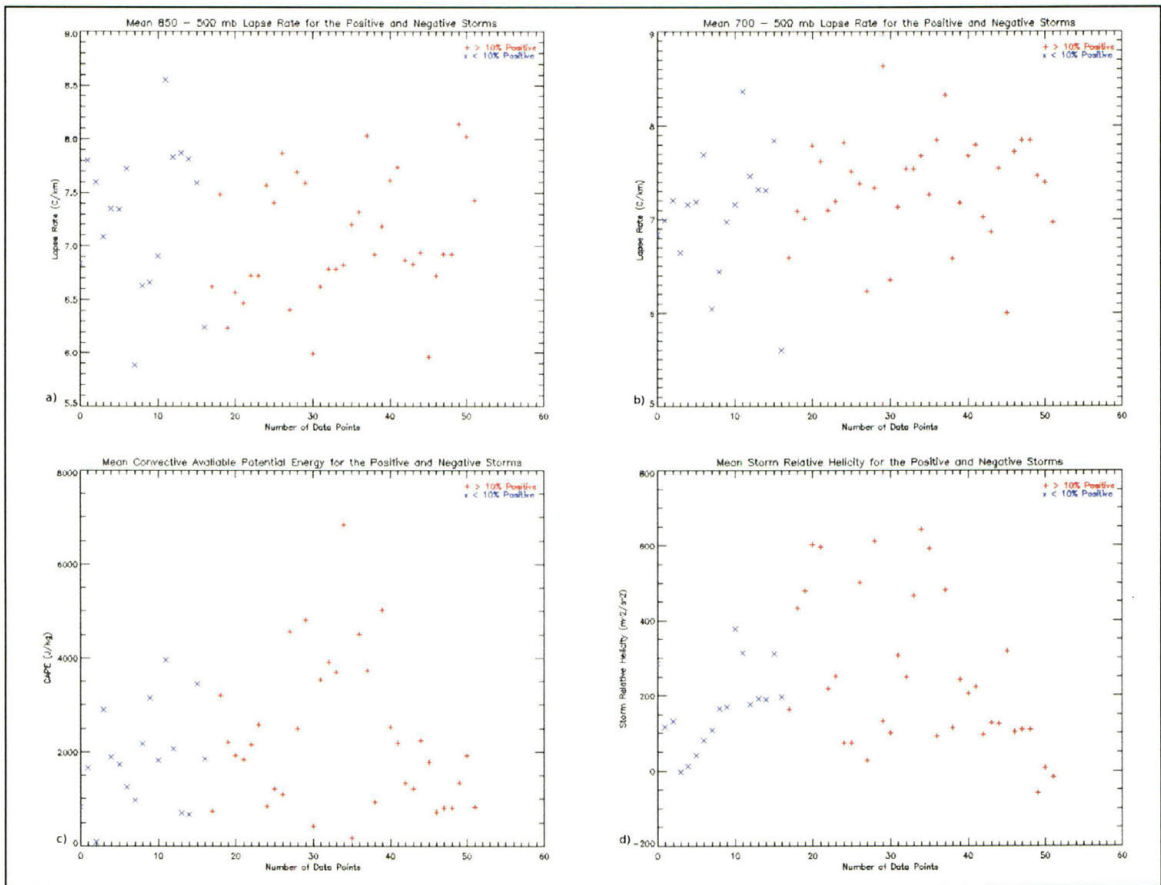 Mean 850 – 500 mb Lapse Rate for the Positive and Negative Storms
9.0
+ > 10% Positive
× < 10% Positive
8.5
8.0
7.5
7.0
6.5
6.0
5.5
Lapse Rate (C/km)
a)
0 10 20 30 40 50 60
Number of Data Points
Mean 700 – 500 mb Lapse Rate for the Positive and Negative Storms
9
+ > 10% Positive
× < 10% Positive
8
7
6
5
Lapse Rate (C/km)
b)
0 10 20 30 40 50 60
Number of Data Points
Mean Convective Available Potential Energy for the Positive and Negative Storms
8000
+ > 10% Positive
× < 10% Positive
6000
4000
2000
0
CAPE (J/kg)
c)
0 10 20 30 40 50 60
Number of Data Points
Mean Storm Relative Helicity for the Positive and Negative Storms
800
+ > 10% Positive
× < 10% Positive
600
400
200
0
-200
Storm Relative Helicity (m^2/s^2)
d)
0 10 20 30 40 50 60
Number of Data Points